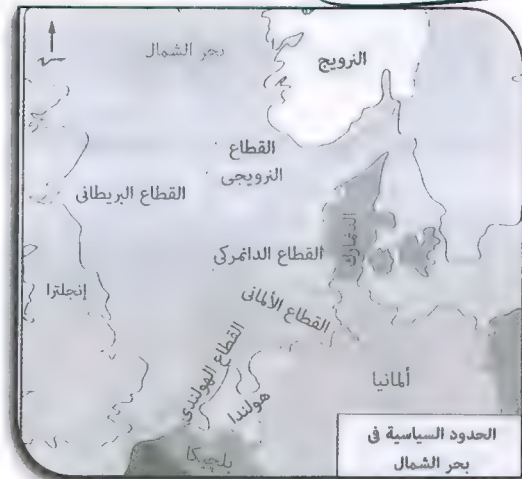 بحر الشمال
النرويج
القطاع
النرويجى
القطاع البريطانى
الدنمارك
القطاع الدانمركى
إنجلترا
القطاع الألمانى
القطاع الهولندى
هولندا
ألمانيا
بلچيكا
الحدود السياسية فى
بحر الشمال